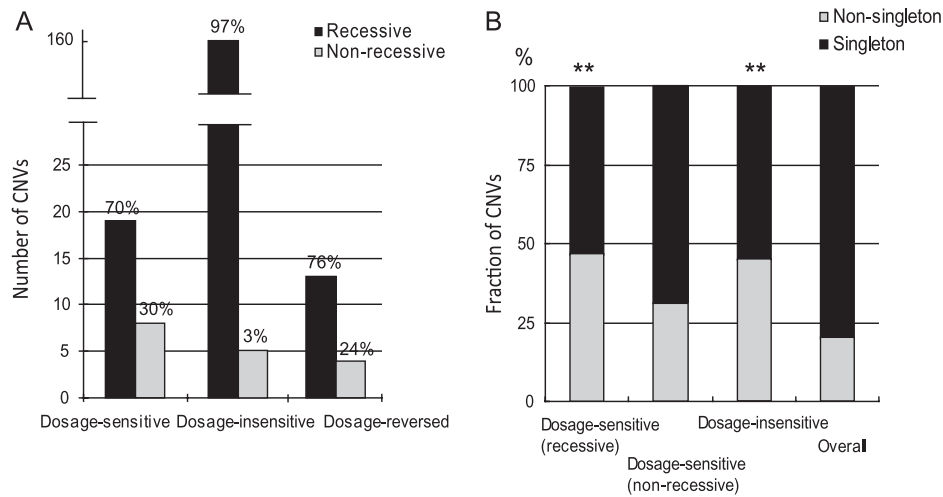 A
Recessive
Non-recessive
Number of CNVs
160
25
20
15
10
5
0
70%
30%
97%
3%
76%
24%
Dosage-sensitive
Dosage-insensitive
Dosage-reversed
B
Non-singleton
Singleton
%
Fraction of CNVs
100
75
50
25
0
**
**
Dosage-sensitive
(recessive)
Dosage-sensitive
(non-recessive)
Dosage-insensitive
Overall